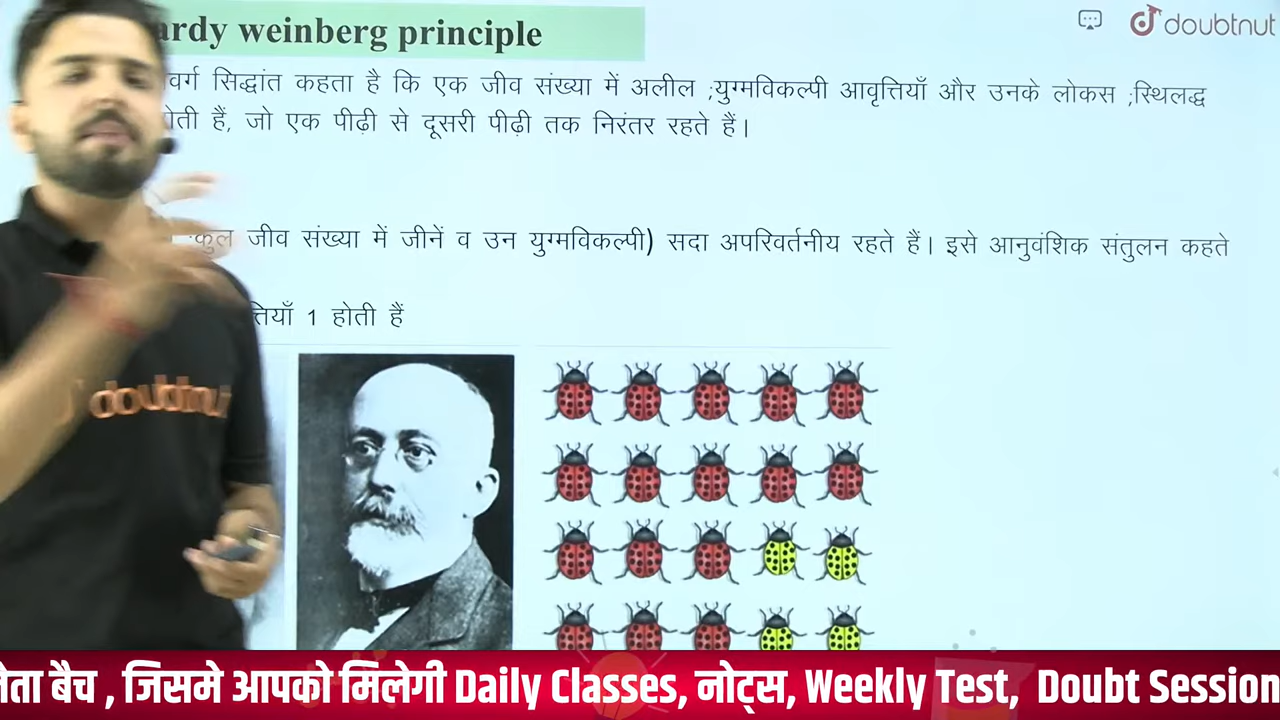 ardy weinberg principle
doubtnut
वर्ग सिद्धांत कहता है कि एक जीव संख्या में अलील ;युग्मविकल्पी आवृत्तियाँ और उनके लोकस ;स्थिलद्ध
होती हैं, जो एक पीढ़ी से दूसरी पीढ़ी तक निरंतर रहते हैं।
;कुल जीव संख्या में जीनें व उन युग्मविकल्पी) सदा अपरिवर्तनीय रहते हैं। इसे आनुवंशिक संतुलन कहते
त्तियाँ 1 होती हैं
doubtnut
बैच , जिसमे आपको मिलेगी Daily Classes, नोट्स, Weekly Test, Doubt Session